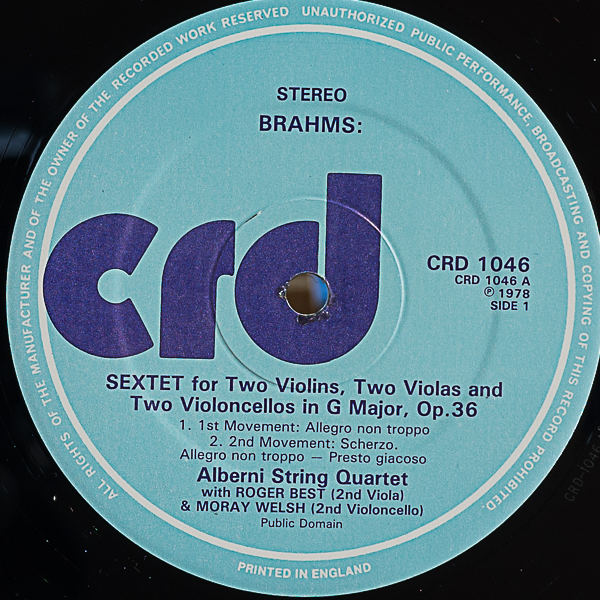 ALL RIGHTS OF THE MANUFACTURER AND OF THE OWNER OF THE RECORDED WORK RESERVED UNAUTHORIZED PUBLIC PERFORMANCE, BROADCASTING AND COPYING OF THIS RECORD PROHIBITED.
STEREO
BRAHMS:
crd
CRD 1046
CRD 1046 A
℗ 1978
SIDE 1
SEXTET for Two Violins, Two Violas and
Two Violoncellos in G Major, Op.36
1. 1st Movement: Allegro non troppo
2. 2nd Movement: Scherzo.
Allegro non troppo — Presto giacoso
Alberni String Quartet
with ROGER BEST (2nd Viola)
& MORAY WELSH (2nd Violoncello)
Public Domain
PRINTED IN ENGLAND